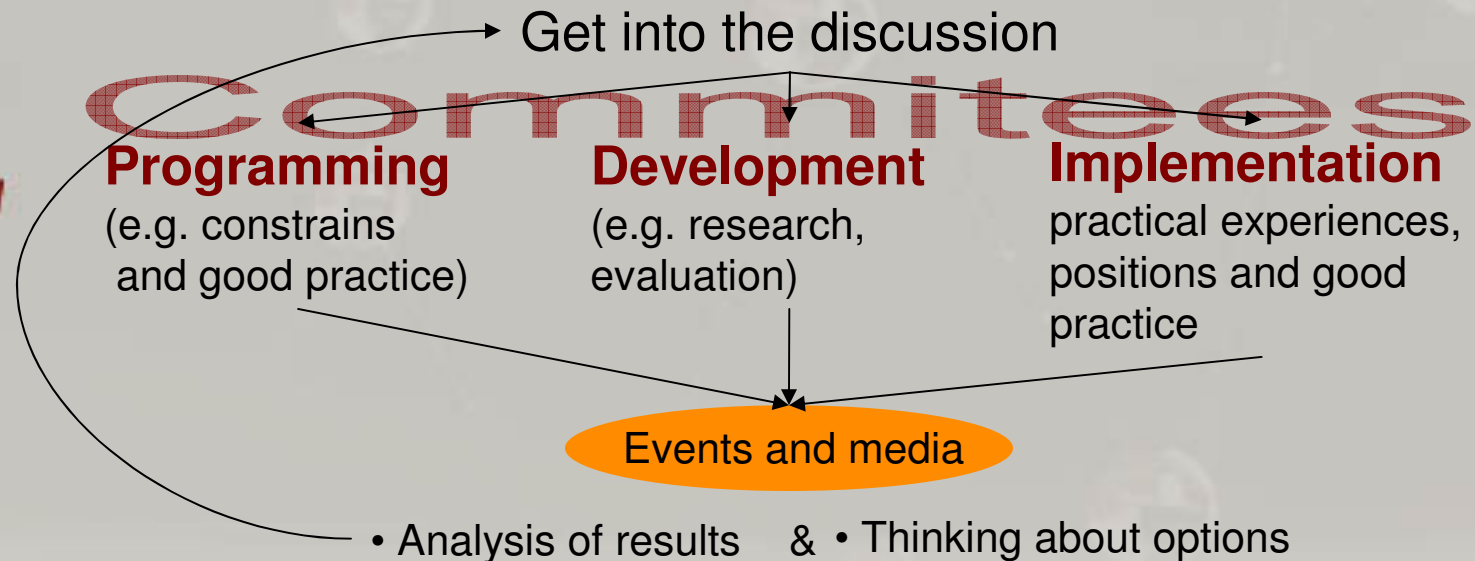 Get into the discussion
Commitees
Programming
(e.g. constrains
and good practice)
Development
(e.g. research,
evaluation)
Implementation
practical experiences,
positions and good
practice
Events and media
• Analysis of results & • Thinking about options